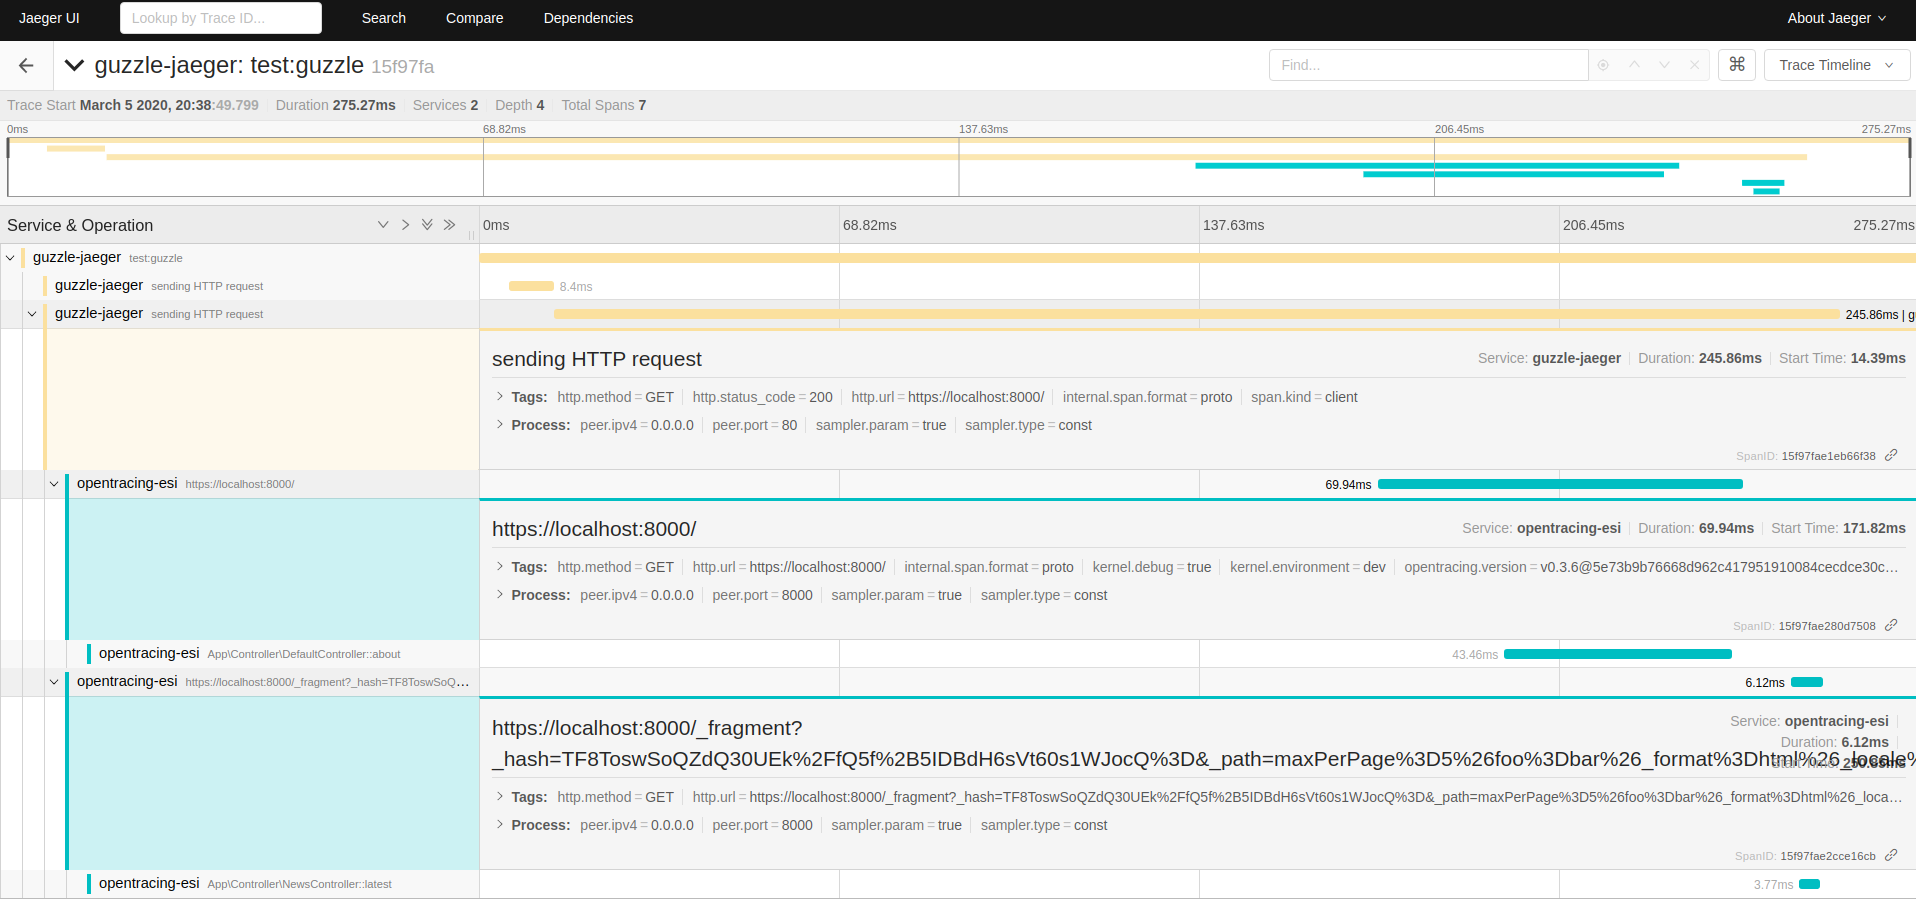 Jaeger UI Lookup by Trace ID... Search Compare Dependencies About Jaeger
guzzle-jaeger: test:guzzle 15f97fa Find... ⌘ Trace Timeline
Trace Start March 5 2020, 20:38:49.799 Duration 275.27ms Services 2 Depth 4 Total Spans 7
0ms 68.82ms 137.63ms 206.45ms 275.27ms
Service & Operation 0ms 68.82ms 137.63ms 206.45ms 275.27ms
guzzle-jaeger test:guzzle
guzzle-jaeger sending HTTP request 8.4ms
guzzle-jaeger sending HTTP request 245.86ms | g
sending HTTP request Service: guzzle-jaeger Duration: 245.86ms Start Time: 14.39ms
Tags: http.method = GET http.status_code = 200 http.url = https://localhost:8000/ internal.span.format = proto span.kind = client
Process: peer.ipv4 = 0.0.0.0 peer.port = 80 sampler.param = true sampler.type = const
SpanID: 15f97fae1eb66f38
opentracing-esi https://localhost:8000/ 69.94ms
https://localhost:8000/ Service: opentracing-esi Duration: 69.94ms Start Time: 171.82ms
Tags: http.method = GET http.url = https://localhost:8000/ internal.span.format = proto kernel.debug = true kernel.environment = dev opentracing.version = v0.3.6@5e73b9b76668d962c417951910084cecdce30c…
Process: peer.ipv4 = 0.0.0.0 peer.port = 8000 sampler.param = true sampler.type = const
SpanID: 15f97fae280d7508
opentracing-esi App\Controller\DefaultController::about 43.46ms
opentracing-esi https://localhost:8000/_fragment?_hash=TF8ToswSoQ… 6.12ms
Service: opentracing-esi
https://localhost:8000/_fragment?
Duration: 6.12ms
_hash=TF8ToswSoQZdQ30UEk%2FfQ5f%2B5IDBdH6sVt60s1WJocQ%3D&_path=maxPerPage%3D5%26foo%3Dbar%26_format%3Dhtml%26_locale%
Start Time:
Tags: http.method = GET http.url = https://localhost:8000/_fragment?_hash=TF8ToswSoQZdQ30UEk%2FfQ5f%2B5IDBdH6sVt60s1WJocQ%3D&_path=maxPerPage%3D5%26foo%3Dbar%26_format%3Dhtml%26_loca…
Process: peer.ipv4 = 0.0.0.0 peer.port = 8000 sampler.param = true sampler.type = const
SpanID: 15f97fae2cce16cb
opentracing-esi App\Controller\NewsController::latest 3.77ms